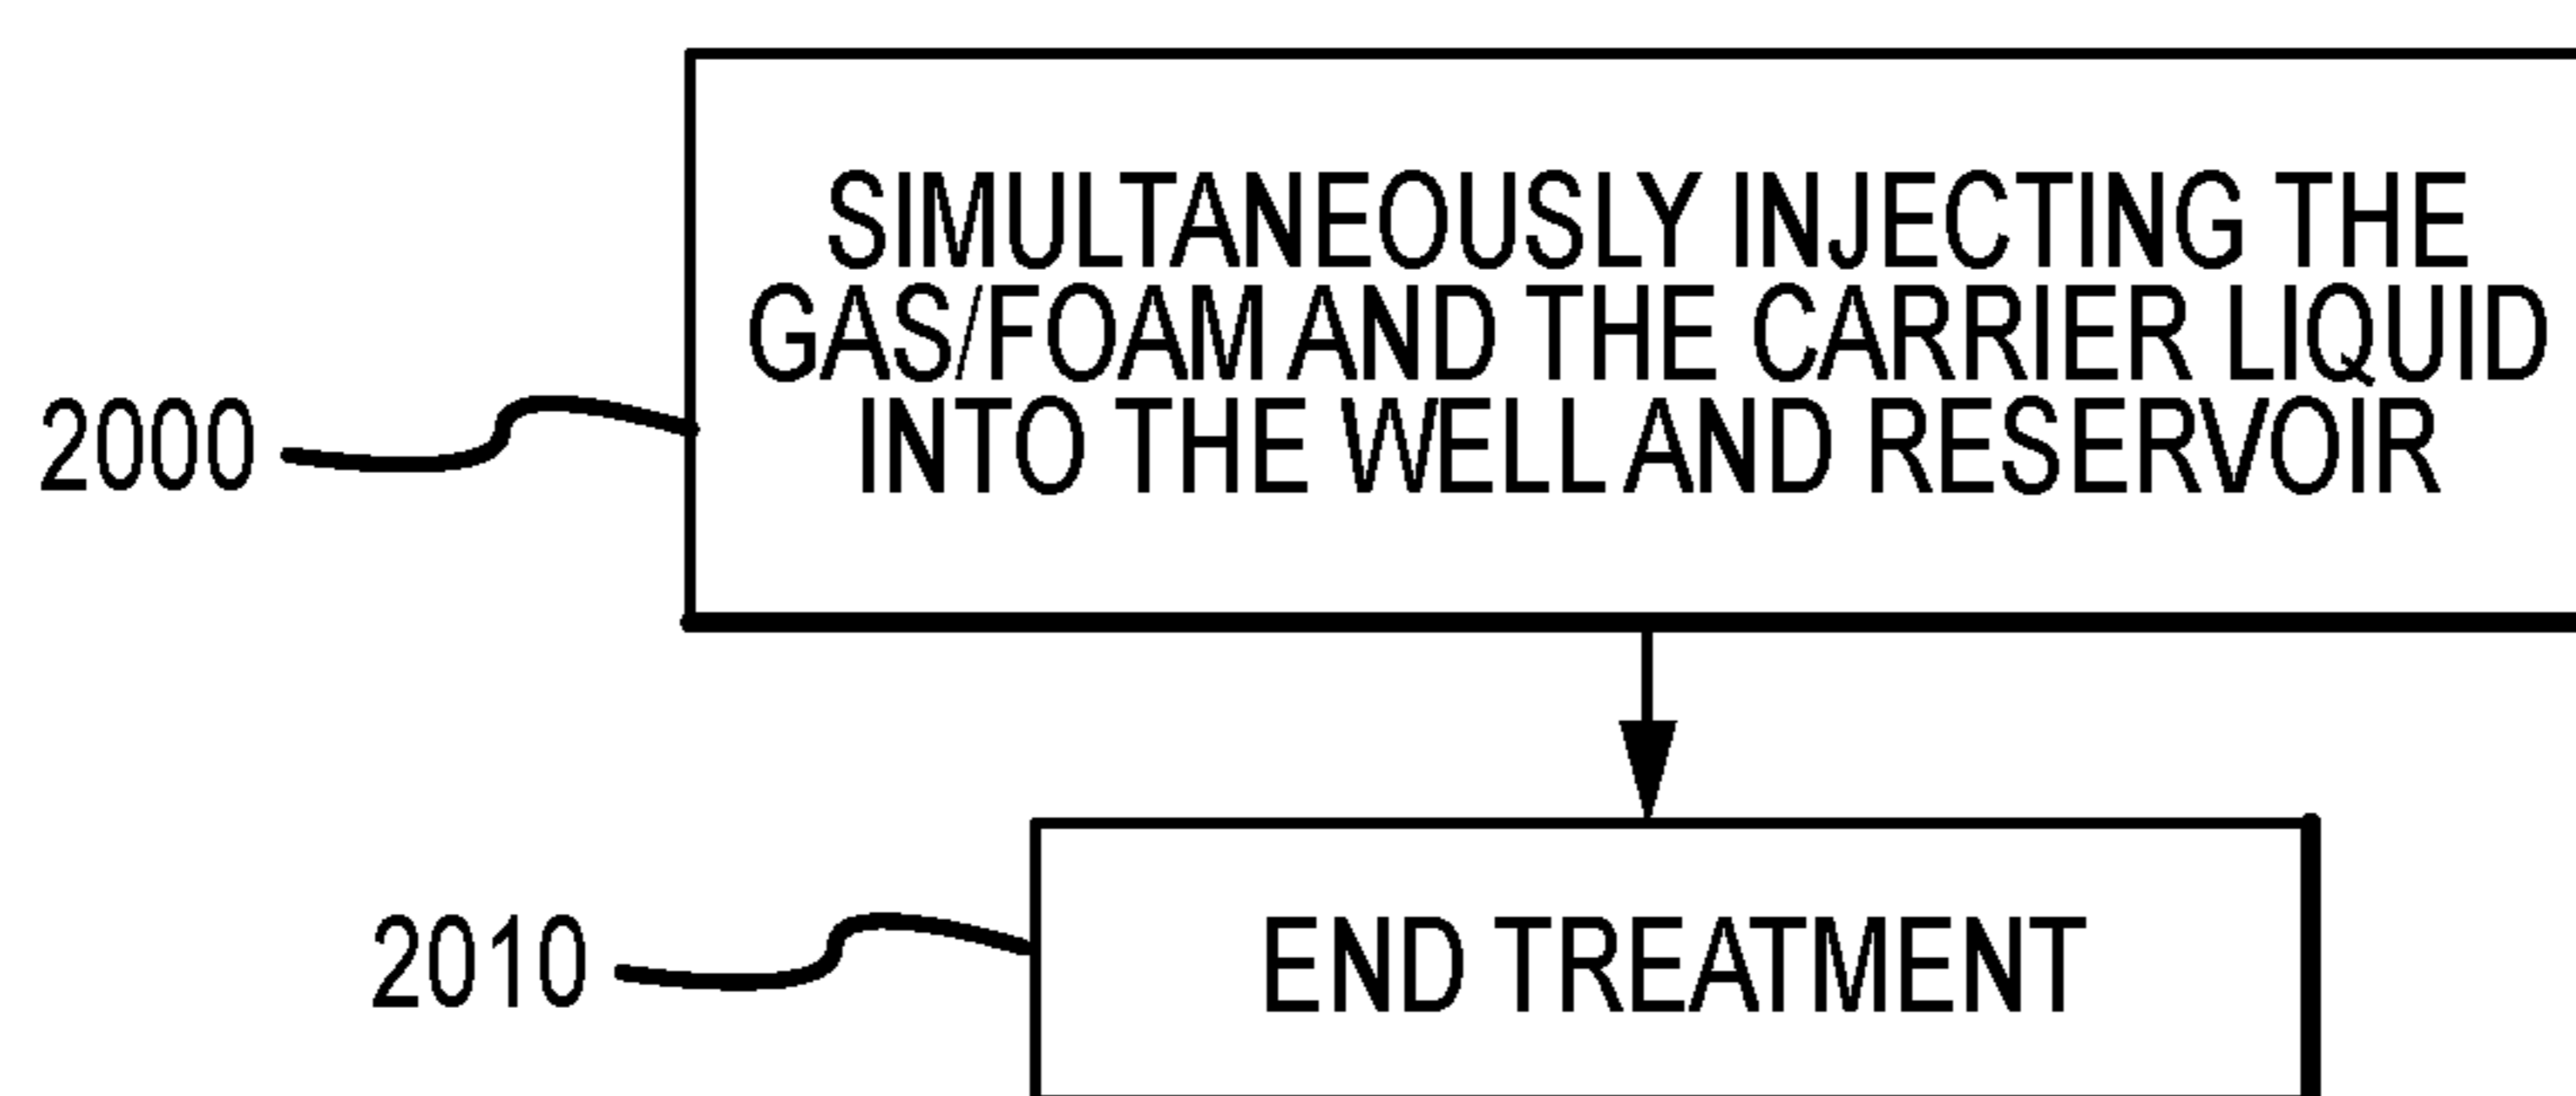 SIMULTANEOUSLY INJECTING THE
GAS/FOAM AND THE CARRIER LIQUID
INTO THE WELL AND RESERVOIR
2000
END TREATMENT
2010